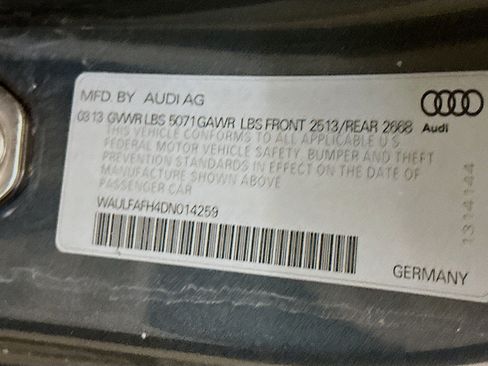 MFD. BY AUDI AG
0313 GVWR LBS 5071 GAWR LBS FRONT 2513/REAR 2668
THIS VEHICLE CONFORMS TO ALL APPLICABLE U.S.
FEDERAL MOTOR VEHICLE SAFETY, BUMPER AND THEFT
PREVENTION STANDARDS IN EFFECT ON THE DATE OF
MANUFACTURE SHOWN ABOVE
PASSENGER CAR
WAULFAFH4DN014259
GERMANY
Audi
1314144